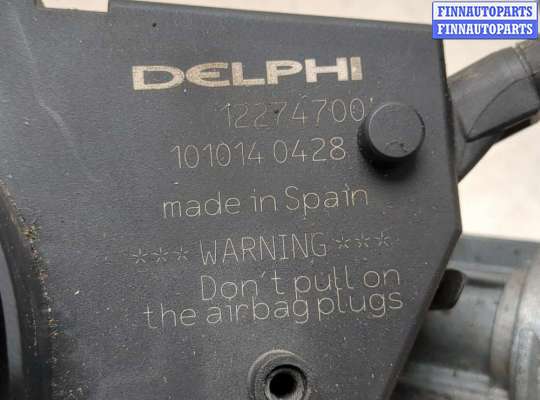 FINNAUTOPARTS
FINNAUTOPARTS
DELPHI
12274700
101014 0428
made in Spain
*** WARNING ***
Don't pull on
the airbag plugs